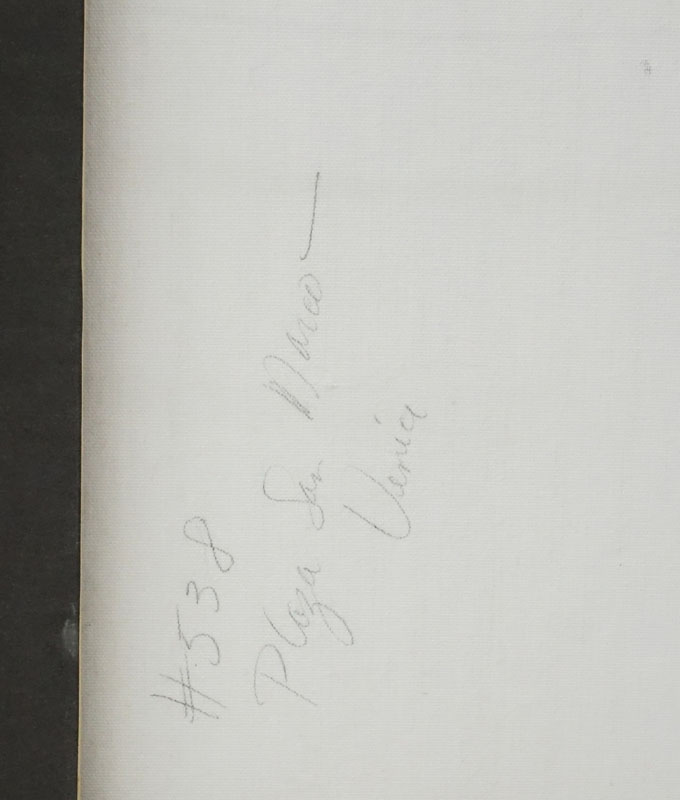 #538
Plaza San Marco —
Venice